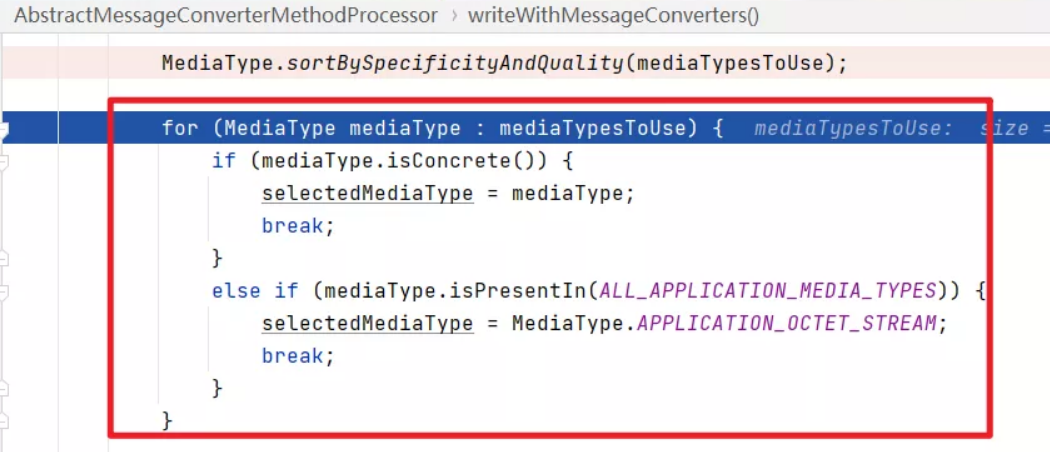 AbstractMessageConverterMethodProcessor › writeWithMessageConverters()
MediaType.sortBySpecificityAndQuality(mediaTypesToUse);
for (MediaType mediaType : mediaTypesToUse) {  mediaTypesToUse:  size =
if (mediaType.isConcrete()) {
selectedMediaType = mediaType;
break;
}
else if (mediaType.isPresentIn(ALL_APPLICATION_MEDIA_TYPES)) {
selectedMediaType = MediaType.APPLICATION_OCTET_STREAM;
break;
}
}